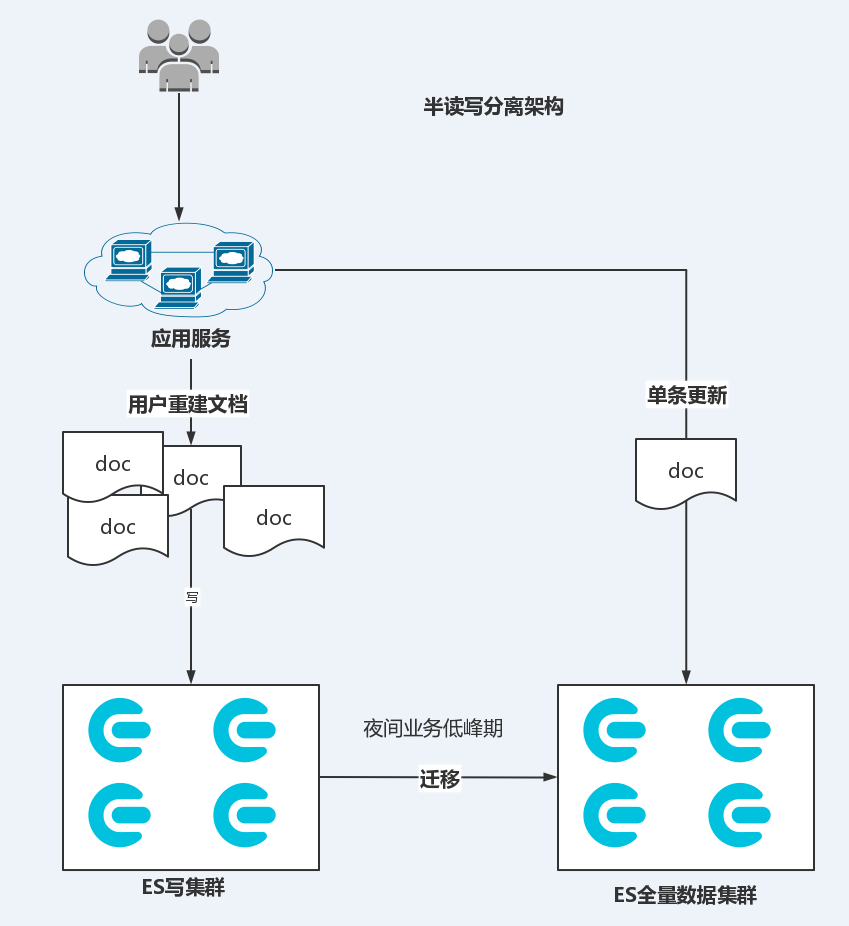 半读写分离架构
应用服务
用户重建文档
单条更新
doc
doc
doc
doc
doc
写
夜间业务低峰期
迁移
ES写集群
ES全量数据集群